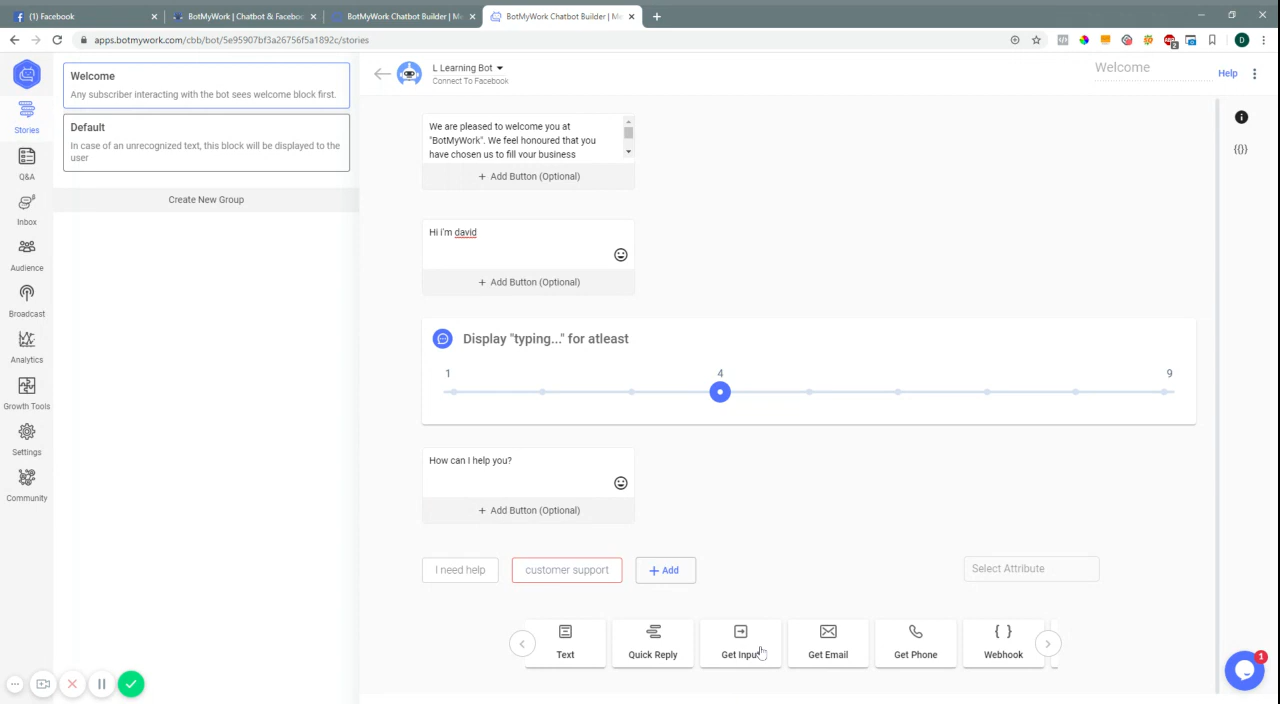 (1) Facebook
BotMyWork | Chatbot & Faceboo
BotMyWork Chatbot Builder | Me
BotMyWork Chatbot Builder | Me
apps.botmywork.com/cbb/bot/5e95907bf3a26756f5a1892c/stories
D
Welcome
Any subscriber interacting with the bot sees welcome block first.
Default
In case of an unrecognized text, this block will be displayed to the
user
Create New Group
Stories
Q&A
Inbox
Audience
Broadcast
Analytics
Growth Tools
Settings
Community
L Learning Bot
Connect To Facebook
Welcome
Help
We are pleased to welcome you at
"BotMyWork". We feel honoured that you
have chosen us to fill your business
+ Add Button (Optional)
Hi i'm david
+ Add Button (Optional)
Display "typing..." for atleast
1 4 9
How can I help you?
+ Add Button (Optional)
I need help
customer support
+ Add
Select Attribute
Text
Quick Reply
Get Input
Get Email
Get Phone
Webhook
1